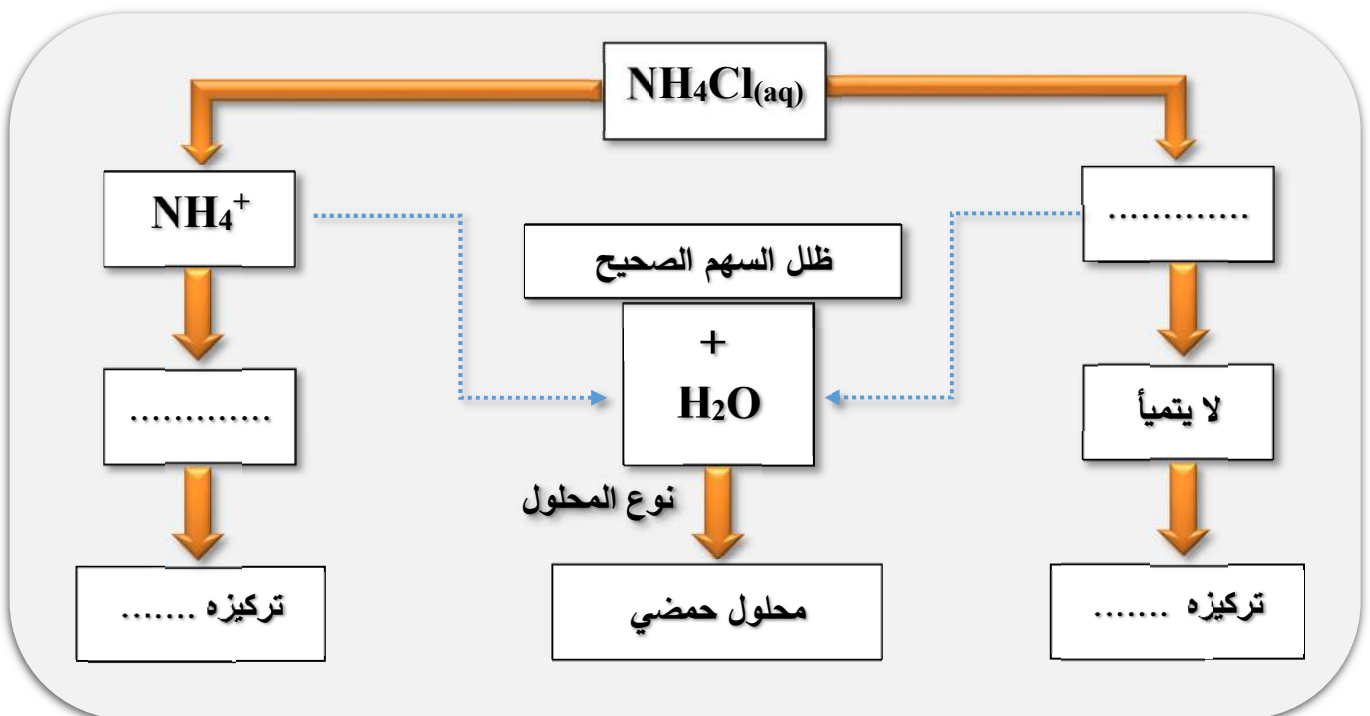 NH₄Cl(aq)
NH₄⁺
.............
ظلل السهم الصحيح
+
H₂O
.............
لا يتميأ
نوع المحلول
تركيزه .......
محلول حمضي
تركيزه .......